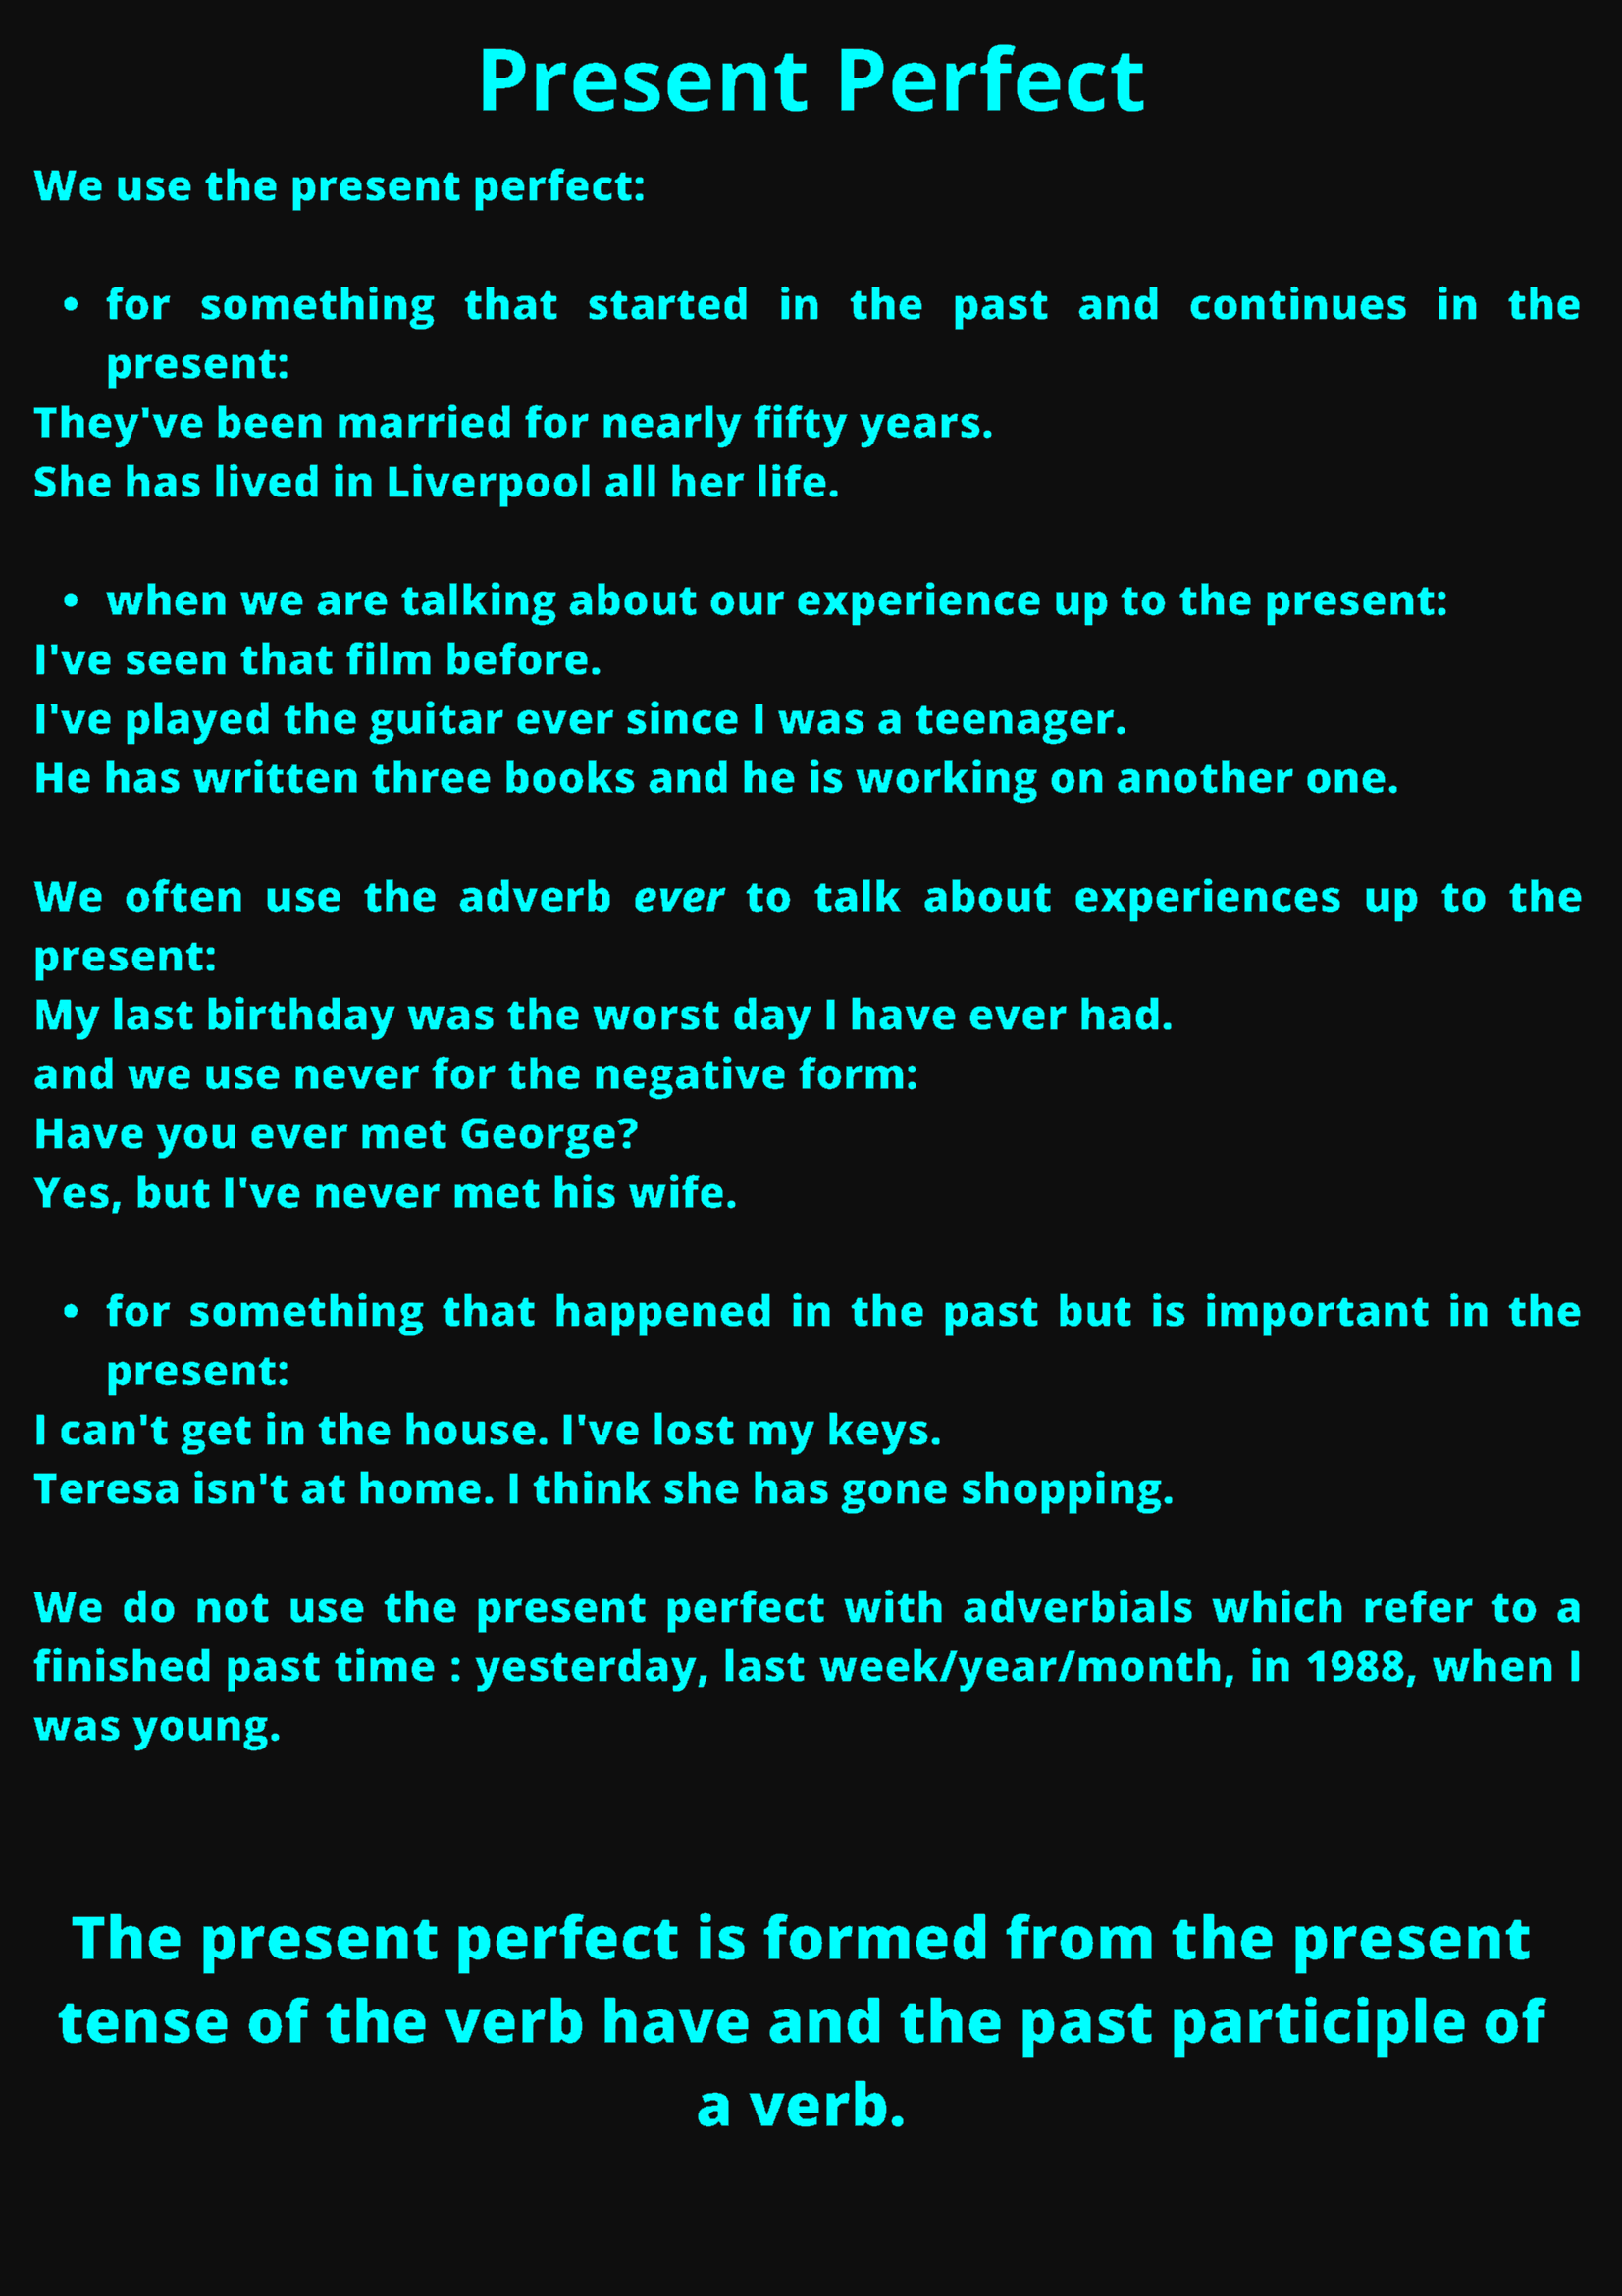 Present Perfect
We use the present perfect:
• for something that started in the past and continues in the
present:
They've been married for nearly fifty years.
She has lived in Liverpool all her life.
• when we are talking about our experience up to the present:
I've seen that film before.
I've played the guitar ever since I was a teenager.
He has written three books and he is working on another one.
We often use the adverb ever to talk about experiences up to the
present:
My last birthday was the worst day I have ever had.
and we use never for the negative form:
Have you ever met George?
Yes, but I've never met his wife.
• for something that happened in the past but is important in the
present:
I can't get in the house. I've lost my keys.
Teresa isn't at home. I think she has gone shopping.
We do not use the present perfect with adverbials which refer to a
finished past time : yesterday, last week/year/month, in 1988, when I
was young.
The present perfect is formed from the present
tense of the verb have and the past participle of
a verb.